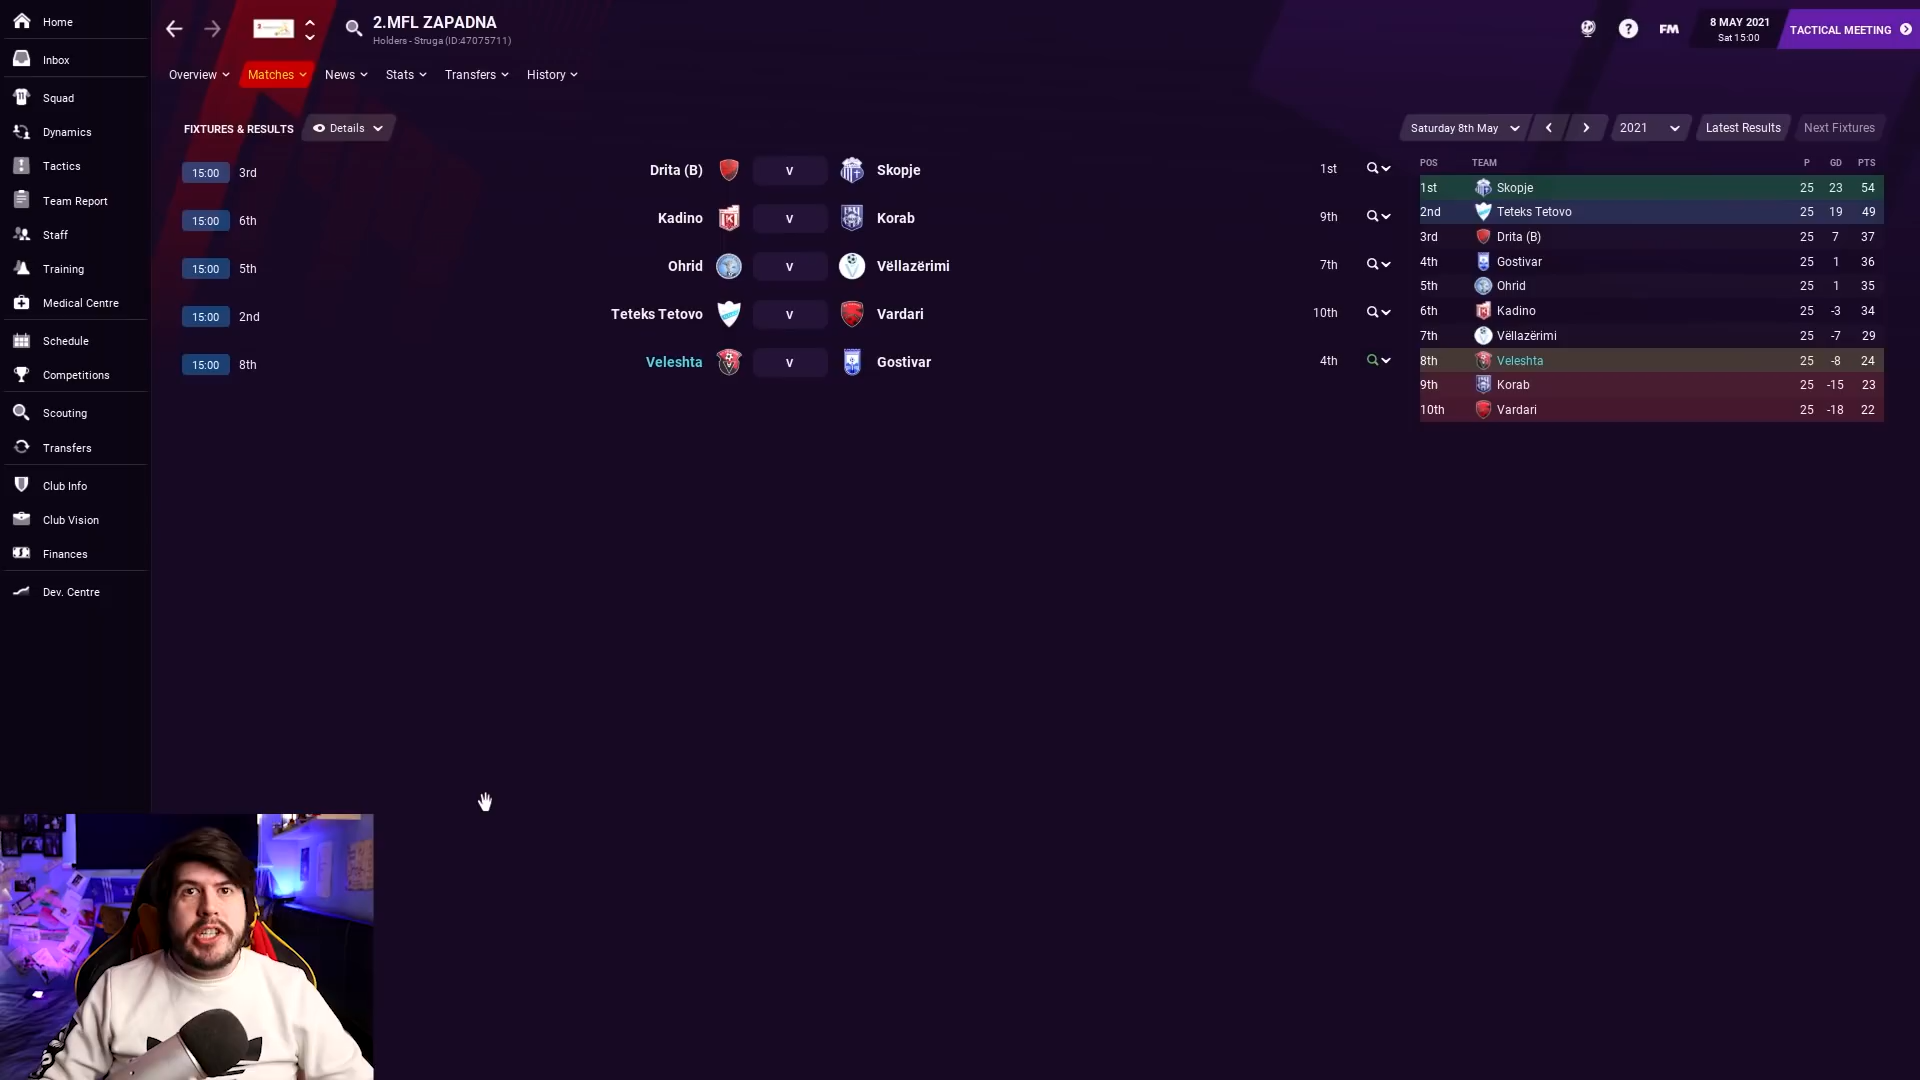 Home
Inbox
Squad
Dynamics
Tactics
Team Report
Staff
Training
Medical Centre
Schedule
Competitions
Scouting
Transfers
Club Info
Club Vision
Finances
Dev. Centre
2.MFL ZAPADNA
Holders - Struga (ID:47075711)
FM
8 MAY 2021
Sat 15:00
TACTICAL MEETING
Overview Matches News Stats Transfers History
FIXTURES & RESULTS Details
Saturday 8th May 2021 Latest Results Next Fixtures
15:00 3rd Drita (B) v Skopje 1st
15:00 6th Kadino v Korab 9th
15:00 5th Ohrid v Vëllazërimi 7th
15:00 2nd Teteks Tetovo v Vardari 10th
15:00 8th Veleshta v Gostivar 4th
POS TEAM P GD PTS
1st Skopje 25 23 54
2nd Teteks Tetovo 25 19 49
3rd Drita (B) 25 7 37
4th Gostivar 25 1 36
5th Ohrid 25 1 35
6th Kadino 25 -3 34
7th Vëllazërimi 25 -7 29
8th Veleshta 25 -8 24
9th Korab 25 -15 23
10th Vardari 25 -18 22